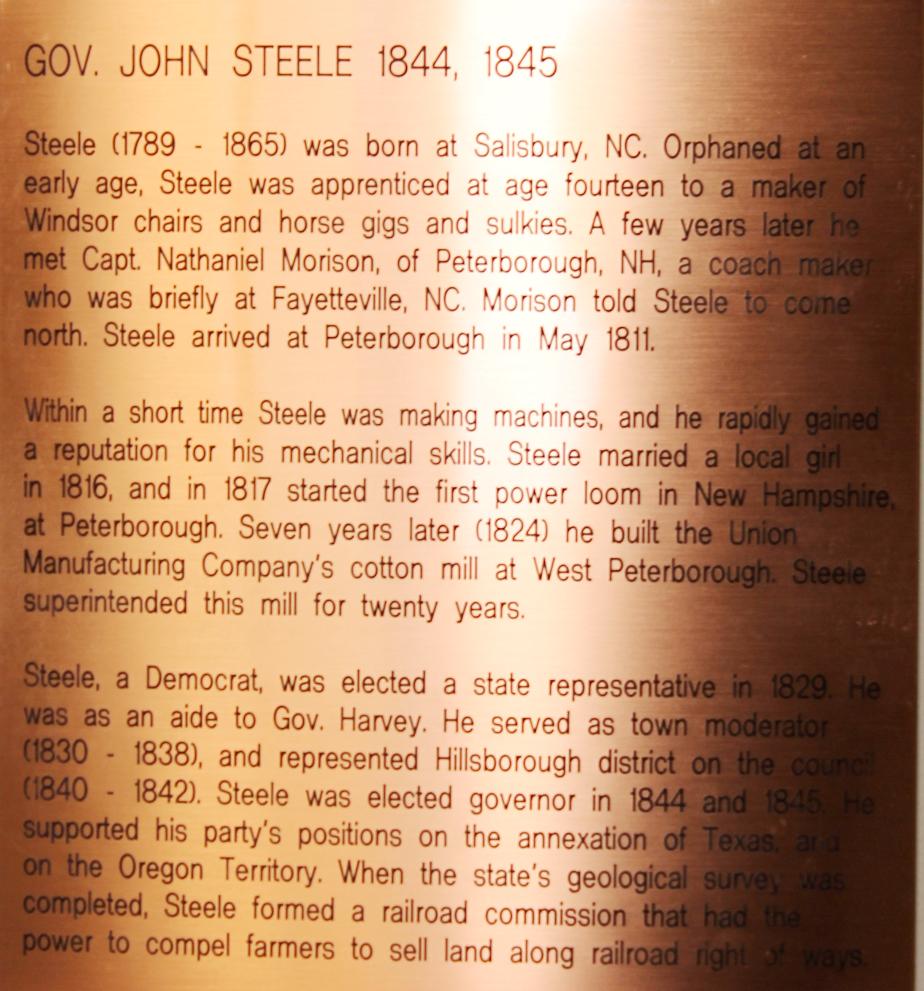 GOV. JOHN STEELE 1844, 1845
Steele (1789 - 1865) was born at Salisbury, NC. Orphaned at an
early age, Steele was apprenticed at age fourteen to a maker of
Windsor chairs and horse gigs and sulkies. A few years later he
met Capt. Nathaniel Morison, of Peterborough, NH, a coach maker
who was briefly at Fayetteville, NC. Morison told Steele to come
north. Steele arrived at Peterborough in May 1811.
Within a short time Steele was making machines, and he rapidly gained
a reputation for his mechanical skills. Steele married a local girl
in 1816, and in 1817 started the first power loom in New Hampshire,
at Peterborough. Seven years later (1824) he built the Union
Manufacturing Company's cotton mill at West Peterborough. Steele
superintended this mill for twenty years.
Steele, a Democrat, was elected a state representative in 1829. He
was as an aide to Gov. Harvey. He served as town moderator
(1830 - 1838), and represented Hillsborough district on the council
(1840 - 1842). Steele was elected governor in 1844 and 1845. He
supported his party's positions on the annexation of Texas, and
on the Oregon Territory. When the state's geological survey was
completed, Steele formed a railroad commission that had the
power to compel farmers to sell land along railroad right of ways.